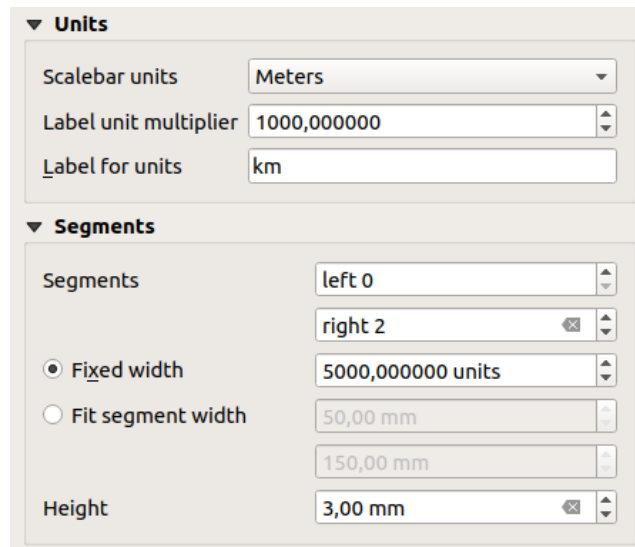 Units
Scalebar units Meters
Label unit multiplier 1000,000000
Label for units km
Segments
Segments left 0
right 2
Fixed width 5000,000000 units
Fit segment width 50,00 mm
150,00 mm
Height 3,00 mm